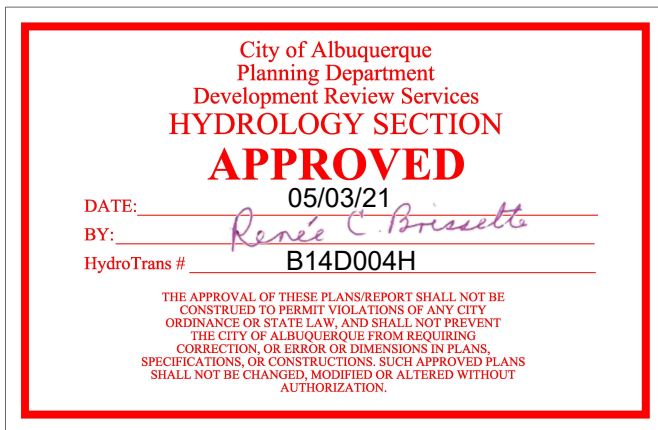 City of Albuquerque
Planning Department
Development Review Services
HYDROLOGY SECTION
APPROVED
DATE: 05/03/21
BY: Renée C. Brissette
HydroTrans # B14D004H
THE APPROVAL OF THESE PLANS/REPORT SHALL NOT BE
CONSTRUED TO PERMIT VIOLATIONS OF ANY CITY
ORDINANCE OR STATE LAW, AND SHALL NOT PREVENT
THE CITY OF ALBUQUERQUE FROM REQUIRING
CORRECTION, OR ERROR OR DIMENSIONS IN PLANS,
SPECIFICATIONS, OR CONSTRUCTIONS. SUCH APPROVED PLANS
SHALL NOT BE CHANGED, MODIFIED OR ALTERED WITHOUT
AUTHORIZATION.